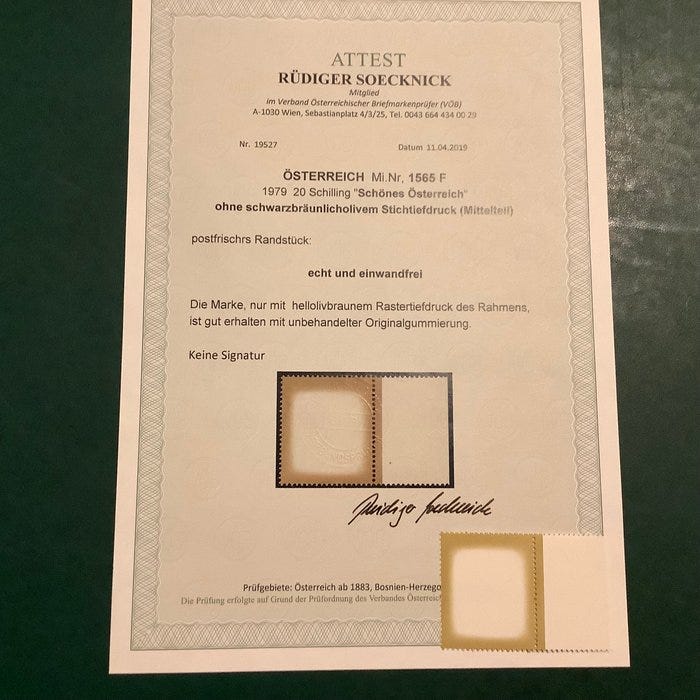 ATTEST
RÜDIGER SOECKNICK
Mitglied
im Verband Österreichischer Briefmarkenprüfer (VÖB)
A-1030 Wien, Sebastianplatz 4/3/25, Tel. 0043 664 434 00 29
Nr. 19527 Datum 11.04.2019
ÖSTERREICH Mi.Nr, 1565 F
1979 20 Schilling "Schönes Österreich"
ohne schwarzbräunlicholivem Stichtiefdruck (Mittelteil)
postfrischrs Randstück:
echt und einwandfrei
Die Marke, nur mit hellolivbraunem Rastertiefdruck des Rahmens,
ist gut erhalten mit unbehandelter Originalgummierung.
Keine Signatur
Rüdiger Soecknick
Prüfgebiete: Österreich ab 1883, Bosnien-Herzego
Die Prüfung erfolgte auf Grund der Prüfordnung des Verbandes Österreic